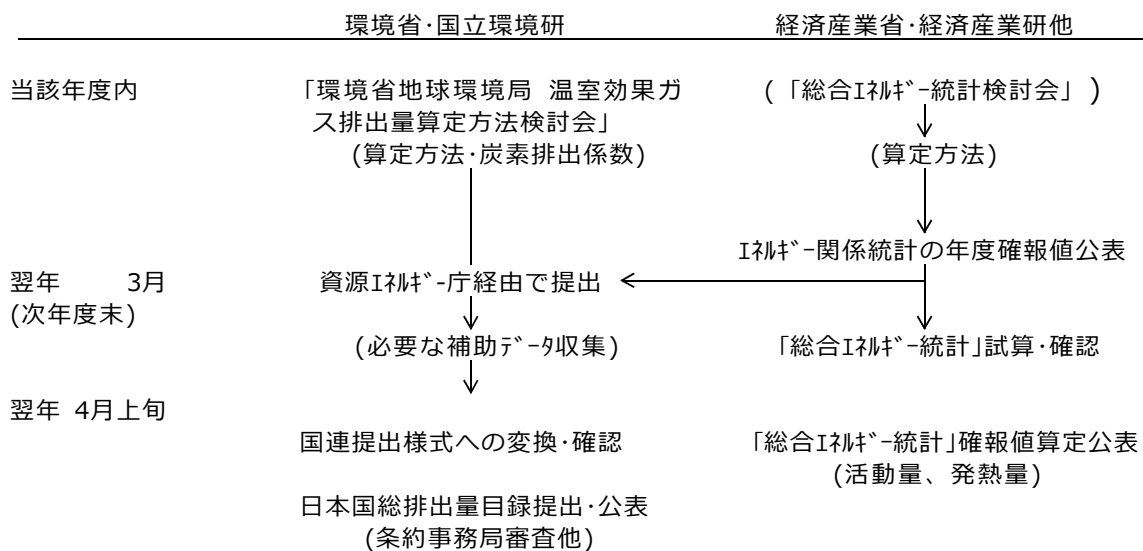 環境省･国立環境研 経済産業省･経済産業研他
当該年度内 「環境省地球環境局 温室効果ガ (「総合ｴﾈﾙｷﾞｰ統計検討会」)
ス排出量算定方法検討会」
(算定方法･炭素排出係数) (算定方法)
ｴﾈﾙｷﾞｰ関係統計の年度確報値公表
翌年 3月 資源ｴﾈﾙｷﾞｰ庁経由で提出
(次年度末)
(必要な補助ﾃﾞｰﾀ収集) 「総合ｴﾈﾙｷﾞｰ統計」試算･確認
翌年 4月上旬
国連提出様式への変換･確認 「総合ｴﾈﾙｷﾞｰ統計」確報値算定公表
(活動量、発熱量)
日本国総排出量目録提出･公表
(条約事務局審査他)